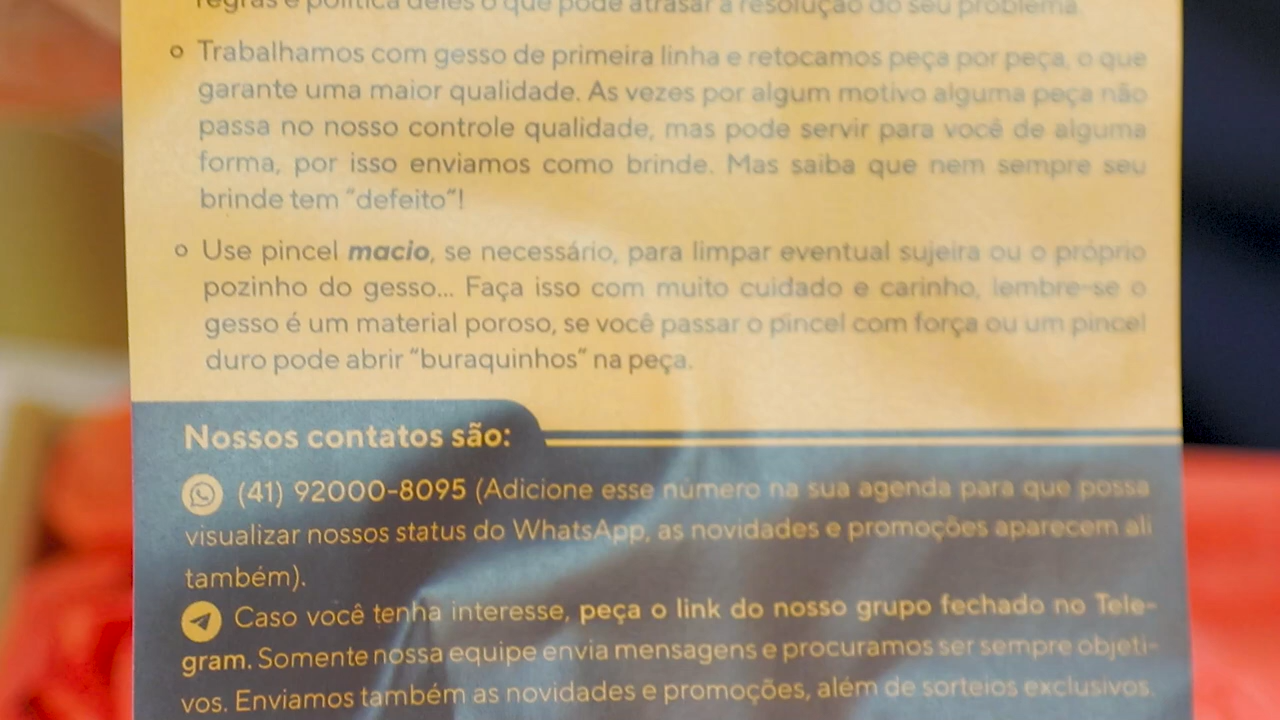 regras e política deles o que pode atrasar a resolução do seu problema.
Trabalhamos com gesso de primeira linha e retocamos peça por peça, o que
garante uma maior qualidade. As vezes por algum motivo alguma peça não
passa no nosso controle qualidade, mas pode servir para você de alguma
forma, por isso enviamos como brinde. Mas saiba que nem sempre seu
brinde tem “defeito”!
Use pincel macio, se necessário, para limpar eventual sujeira ou o próprio
pozinho do gesso... Faça isso com muito cuidado e carinho, lembre-se o
gesso é um material poroso, se você passar o pincel com força ou um pincel
duro pode abrir “buraquinhos” na peça.
Nossos contatos são:
(41) 92000-8095 (Adicione esse número na sua agenda para que possa
visualizar nossos status do WhatsApp, as novidades e promoções aparecem ali
também).
Caso você tenha interesse, peça o link do nosso grupo fechado no Tele-
gram. Somente nossa equipe envia mensagens e procuramos ser sempre objeti-
vos. Enviamos também as novidades e promoções, além de sorteios exclusivos.